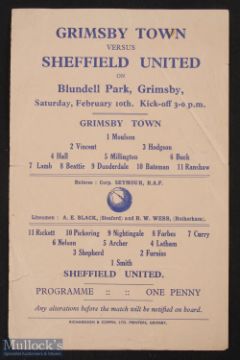 GRIMSBY TOWN
VERSUS
SHEFFIELD UNITED
ON
Blundell Park, Grimsby,
Saturday, February 10th. Kick-off 3-0 p.m.
GRIMSBY TOWN
1 Moulson
2 Vincent 3 Hodgson
4 Hall 5 Millington 6 Buck
7 Lamb 8 Beattie 9 Dunderdale 10 Bateman 11 Ranshaw
Referee: Corp. SEYMOUR, R.A.F.
Linesmen: A. E. BLACK, (Sleaford) and H. W. WEBB, (Rotherham).
11 Rickett 10 Pickering 9 Nightingale 8 Forbes 7 Curry
6 Nelson 5 Archer 4 Latham
3 Shepherd 2 Furniss
1 Smith
SHEFFIELD UNITED.
PROGRAMME :: :: ONE PENNY
Any alterations before the match will be notified on board.
LTD. PRINTERS, GRIMSBY.
Mullock's